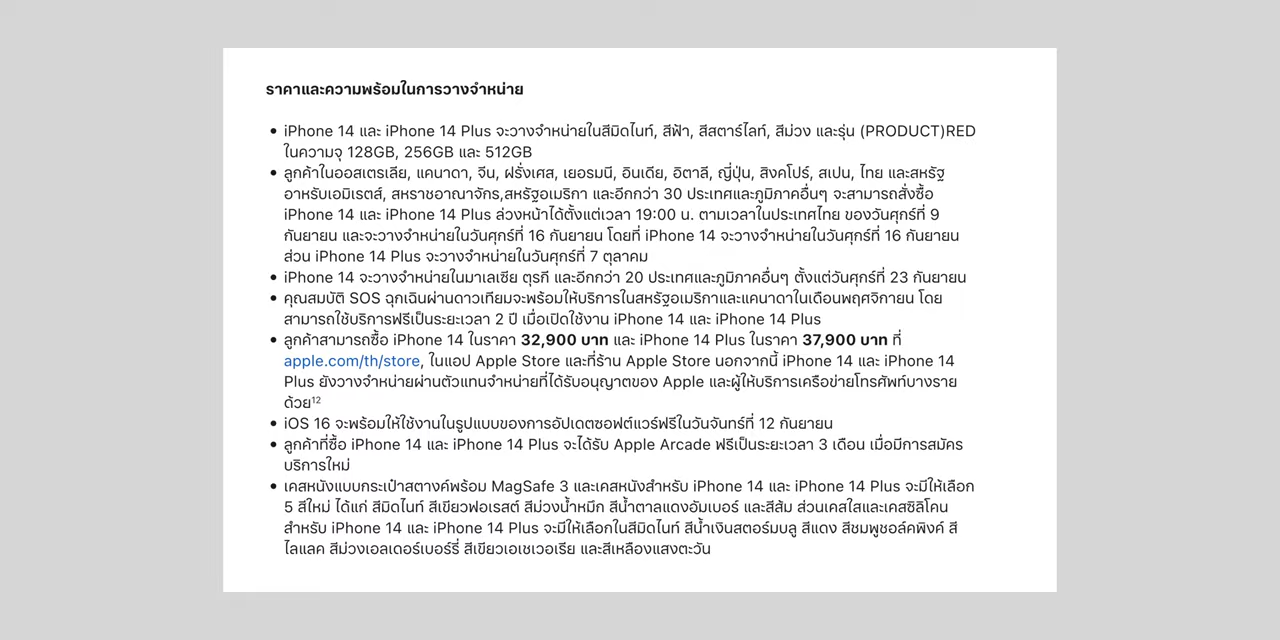 ราคาและความพร้อมในการวางจำหน่าย
• iPhone 14 และ iPhone 14 Plus จะวางจำหน่ายในสีมิดไนท์, สีฟ้า, สีสตาร์ไลท์, สีม่วง และรุ่น (PRODUCT)RED
ในความจุ 128GB, 256GB และ 512GB
• ลูกค้าในออสเตรเลีย, แคนาดา, จีน, ฝรั่งเศส, เยอรมนี, อินเดีย, อิตาลี, ญี่ปุ่น, สิงคโปร์, สเปน, ไทย และสหรัฐ
อาหรับเอมิเรตส์, สหราชอาณาจักร,สหรัฐอเมริกา และอีกกว่า 30 ประเทศและภูมิภาคอื่นๆ จะสามารถสั่งซื้อ
iPhone 14 และ iPhone 14 Plus ล่วงหน้าได้ตั้งแต่เวลา 19:00 น. ตามเวลาในประเทศไทย ของวันศุกร์ที่ 9
กันยายน และจะวางจำหน่ายในวันศุกร์ที่ 16 กันยายน โดยที่ iPhone 14 จะวางจำหน่ายในวันศุกร์ที่ 16 กันยายน
ส่วน iPhone 14 Plus จะวางจำหน่ายในวันศุกร์ที่ 7 ตุลาคม
• iPhone 14 จะวางจำหน่ายในมาเลเซีย ตุรกี และอีกกว่า 20 ประเทศและภูมิภาคอื่นๆ ตั้งแต่วันศุกร์ที่ 23 กันยายน
• คุณสมบัติ SOS ฉุกเฉินผ่านดาวเทียมจะพร้อมให้บริการในสหรัฐอเมริกาและแคนาดาในเดือนพฤศจิกายน โดย
สามารถใช้บริการฟรีเป็นระยะเวลา 2 ปี เมื่อเปิดใช้งาน iPhone 14 และ iPhone 14 Plus
• ลูกค้าสามารถซื้อ iPhone 14 ในราคา 32,900 บาท และ iPhone 14 Plus ในราคา 37,900 บาท ที่
apple.com/th/store, ในแอป Apple Store และที่ร้าน Apple Store นอกจากนี้ iPhone 14 และ iPhone 14
Plus ยังวางจำหน่ายผ่านตัวแทนจำหน่ายที่ได้รับอนุญาตของ Apple และผู้ให้บริการเครือข่ายโทรศัพท์บางราย
ด้วย¹²
• iOS 16 จะพร้อมให้ใช้งานในรูปแบบของการอัปเดตซอฟต์แวร์ฟรีในวันจันทร์ที่ 12 กันยายน
• ลูกค้าที่ซื้อ iPhone 14 และ iPhone 14 Plus จะได้รับ Apple Arcade ฟรีเป็นระยะเวลา 3 เดือน เมื่อมีการสมัคร
บริการใหม่
• เคสหนังแบบกระเป๋าสตางค์พร้อม MagSafe 3 และเคสหนังสำหรับ iPhone 14 และ iPhone 14 Plus จะมีให้เลือก
5 สีใหม่ ได้แก่ สีมิดไนท์ สีเขียวฟอเรสต์ สีม่วงน้ำหมึก สีน้ำตาลแดงอัมเบอร์ และสีส้ม ส่วนเคสใสและเคสซิลิโคน
สำหรับ iPhone 14 และ iPhone 14 Plus จะมีให้เลือกในสีมิดไนท์ สีน้ำเงินสตอร์มบลู สีแดง สีชมพูชอล์คพิงค์ สี
ไลแลค สีม่วงเอลเดอร์เบอร์รี่ สีเขียวเอเชเวอเรีย และสีเหลืองแสงตะวัน